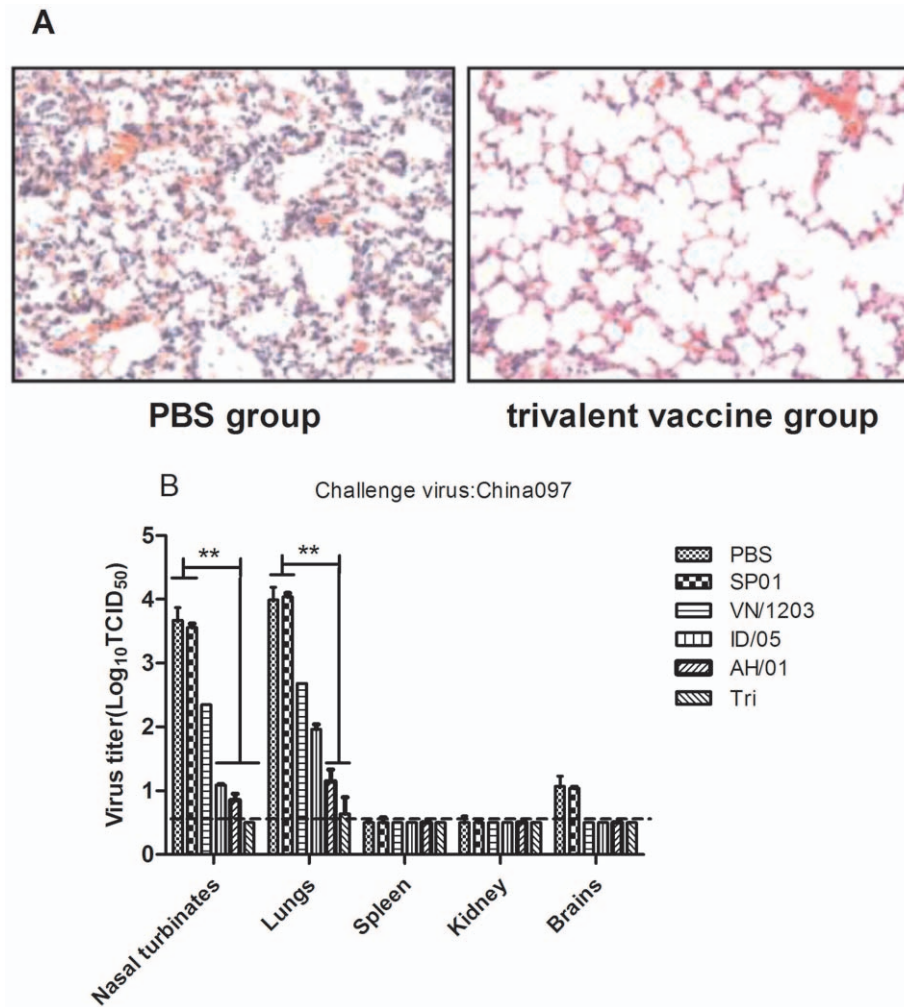 A
PBS group
trivalent vaccine group
B
Challenge virus:China097
Virus titer(Log₁₀TCID₅₀)
5
4
3
2
1
0
**
**
PBS
SP01
VN/1203
ID/05
AH/01
Tri
Nasal turbinates
Lungs
Spleen
Kidney
Brains